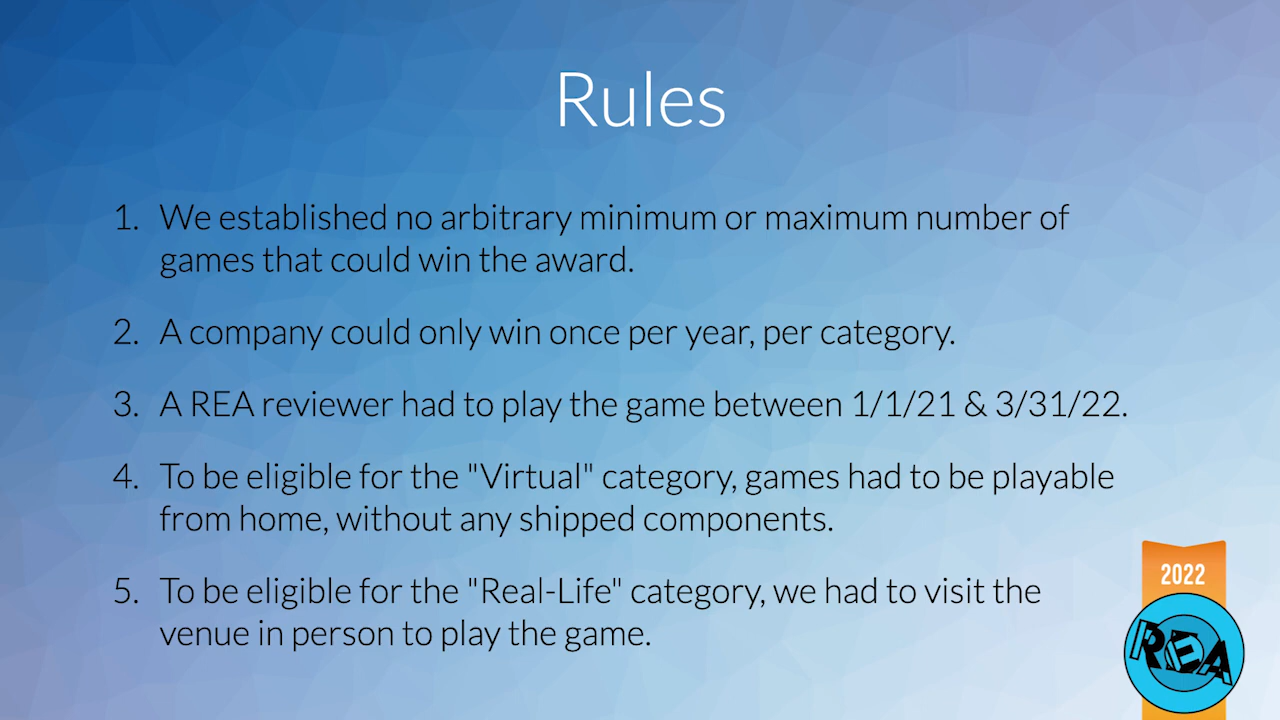 Rules
1. We established no arbitrary minimum or maximum number of
games that could win the award.
2. A company could only win once per year, per category.
3. A REA reviewer had to play the game between 1/1/21 & 3/31/22.
4. To be eligible for the "Virtual" category, games had to be playable
from home, without any shipped components.
5. To be eligible for the "Real-Life" category, we had to visit the
venue in person to play the game.
2022
REA